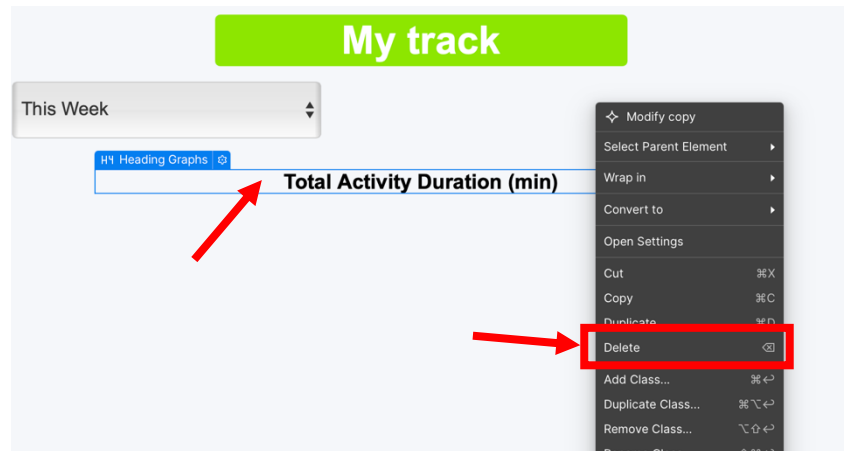 My track
This Week
H4 Heading Graphs
Total Activity Duration (min)
Modify copy
Select Parent Element
Wrap in
Convert to
Open Settings
Cut ⌘X
Copy ⌘C
Duplicate ⌘D
Delete ⌫
Add Class... ⌘↩
Duplicate Class... ⌘⌥↩
Remove Class... ⌥⇧↩